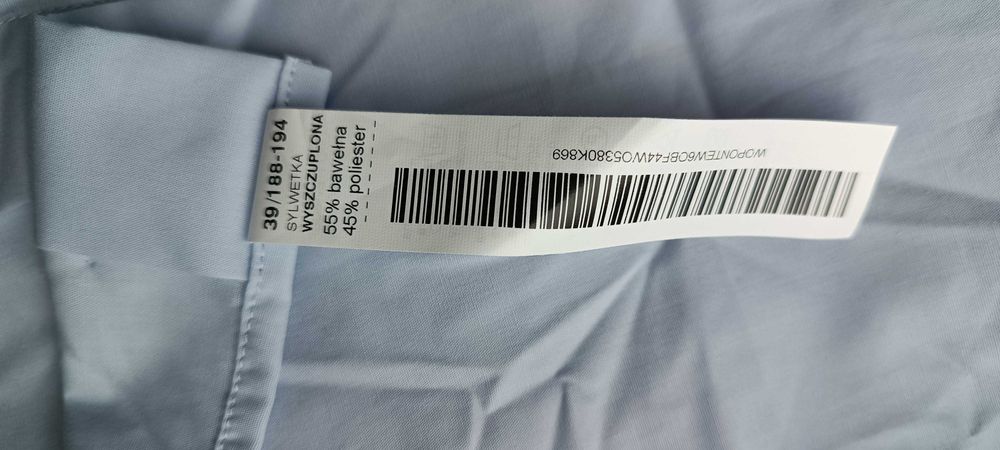 39/188-194
SYLWETKA
WYSZCZUPLONA
55% bawełna
45% poliester
WOPONTEW6OBF44WO5380K869